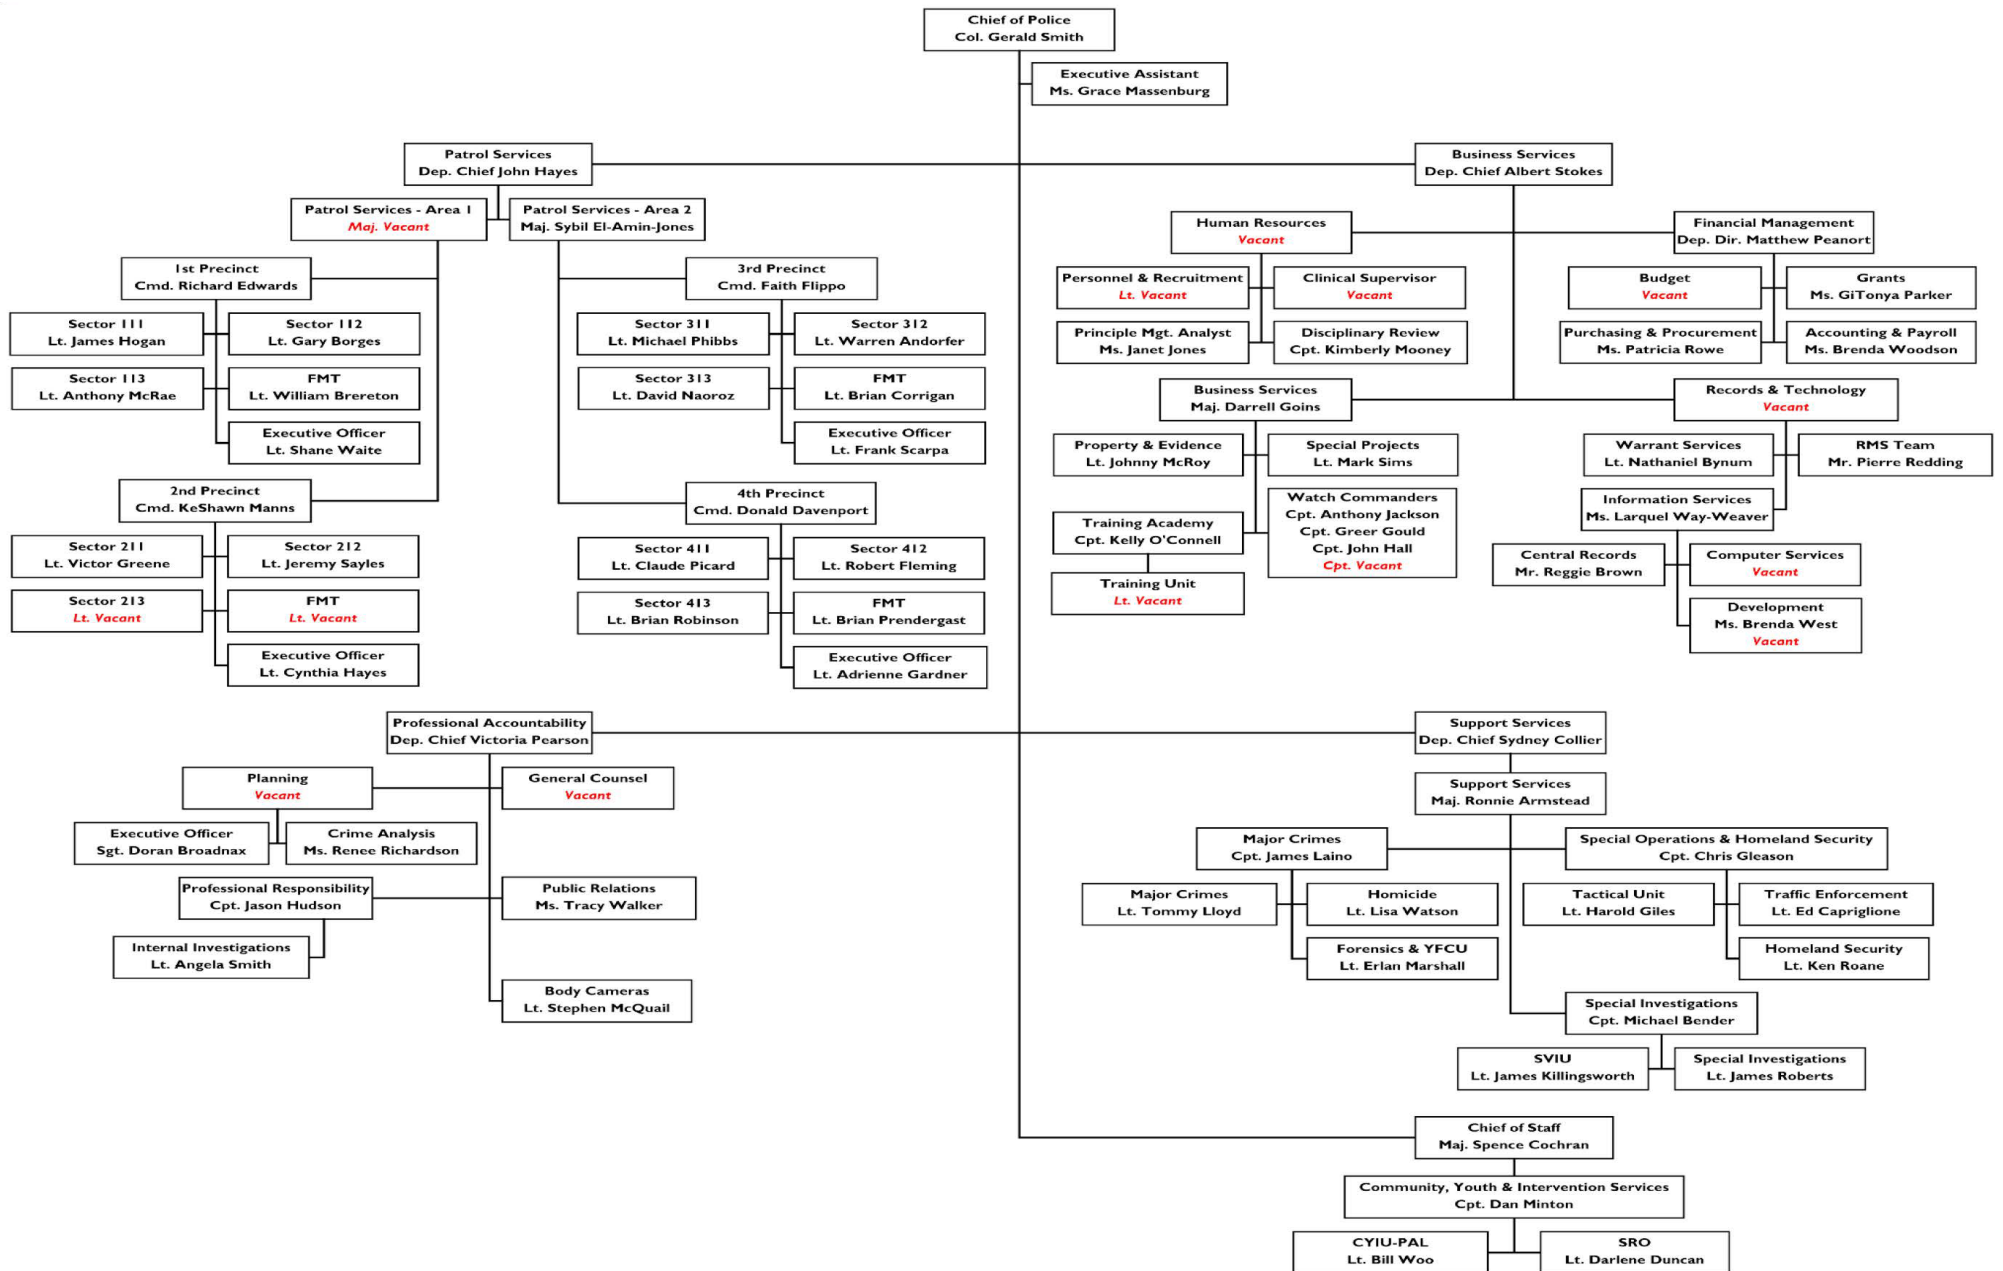 Chief of Police
Col. Gerald Smith
Executive Assistant
Ms. Grace Massenburg
Patrol Services
Dep. Chief John Hayes
Business Services
Dep. Chief Albert Stokes
Patrol Services - Area 1
Maj. Vacant
Patrol Services - Area 2
Maj. Sybil El-Amin-Jones
1st Precinct
Cmd. Richard Edwards
Sector 111
Lt. James Hogan
Sector 112
Lt. Gary Borges
Sector 113
Lt. Anthony McRae
FMT
Lt. William Brereton
Executive Officer
Lt. Shane Waite
2nd Precinct
Cmd. KeShawn Manns
Sector 211
Lt. Victor Greene
Sector 212
Lt. Jeremy Sayles
Sector 213
Lt. Vacant
FMT
Lt. Vacant
Executive Officer
Lt. Cynthia Hayes
3rd Precinct
Cmd. Faith Flippo
Sector 311
Lt. Michael Phibbs
Sector 312
Lt. Warren Andorfer
Sector 313
Lt. David Naoroz
FMT
Lt. Brian Corrigan
Executive Officer
Lt. Frank Scarpa
4th Precinct
Cmd. Donald Davenport
Sector 411
Lt. Claude Picard
Sector 412
Lt. Robert Fleming
Sector 413
Lt. Brian Robinson
FMT
Lt. Brian Prendergast
Executive Officer
Lt. Adrienne Gardner
Human Resources
Vacant
Personnel & Recruitment
Lt. Vacant
Clinical Supervisor
Vacant
Principle Mgt. Analyst
Ms. Janet Jones
Disciplinary Review
Cpt. Kimberly Mooney
Financial Management
Dep. Dir. Matthew Peanort
Budget
Vacant
Grants
Ms. GiTonya Parker
Purchasing & Procurement
Ms. Patricia Rowe
Accounting & Payroll
Ms. Brenda Woodson
Business Services
Maj. Darrell Goins
Property & Evidence
Lt. Johnny McRoy
Special Projects
Lt. Mark Sims
Training Academy
Cpt. Kelly O'Connell
Watch Commanders
Cpt. Anthony Jackson
Cpt. Greer Gould
Cpt. John Hall
Cpt. Vacant
Training Unit
Lt. Vacant
Records & Technology
Vacant
Warrant Services
Lt. Nathaniel Bynum
RMS Team
Mr. Pierre Redding
Information Services
Ms. Larquel Way-Weaver
Central Records
Mr. Reggie Brown
Computer Services
Vacant
Development
Ms. Brenda West
Vacant
Professional Accountability
Dep. Chief Victoria Pearson
Planning
Vacant
General Counsel
Vacant
Executive Officer
Sgt. Doran Broadnax
Crime Analysis
Ms. Renee Richardson
Professional Responsibility
Cpt. Jason Hudson
Public Relations
Ms. Tracy Walker
Internal Investigations
Lt. Angela Smith
Body Cameras
Lt. Stephen McQuail
Support Services
Dep. Chief Sydney Collier
Support Services
Maj. Ronnie Armstead
Major Crimes
Cpt. James Laino
Major Crimes
Lt. Tommy Lloyd
Homicide
Lt. Lisa Watson
Forensics & YFCU
Lt. Erlan Marshall
Special Operations & Homeland Security
Cpt. Chris Gleason
Tactical Unit
Lt. Harold Giles
Traffic Enforcement
Lt. Ed Capriglione
Homeland Security
Lt. Ken Roane
Special Investigations
Cpt. Michael Bender
SVIU
Lt. James Killingsworth
Special Investigations
Lt. James Roberts
Chief of Staff
Maj. Spence Cochran
Community, Youth & Intervention Services
Cpt. Dan Minton
CYIU-PAL
Lt. Bill Woo
SRO
Lt. Darlene Duncan